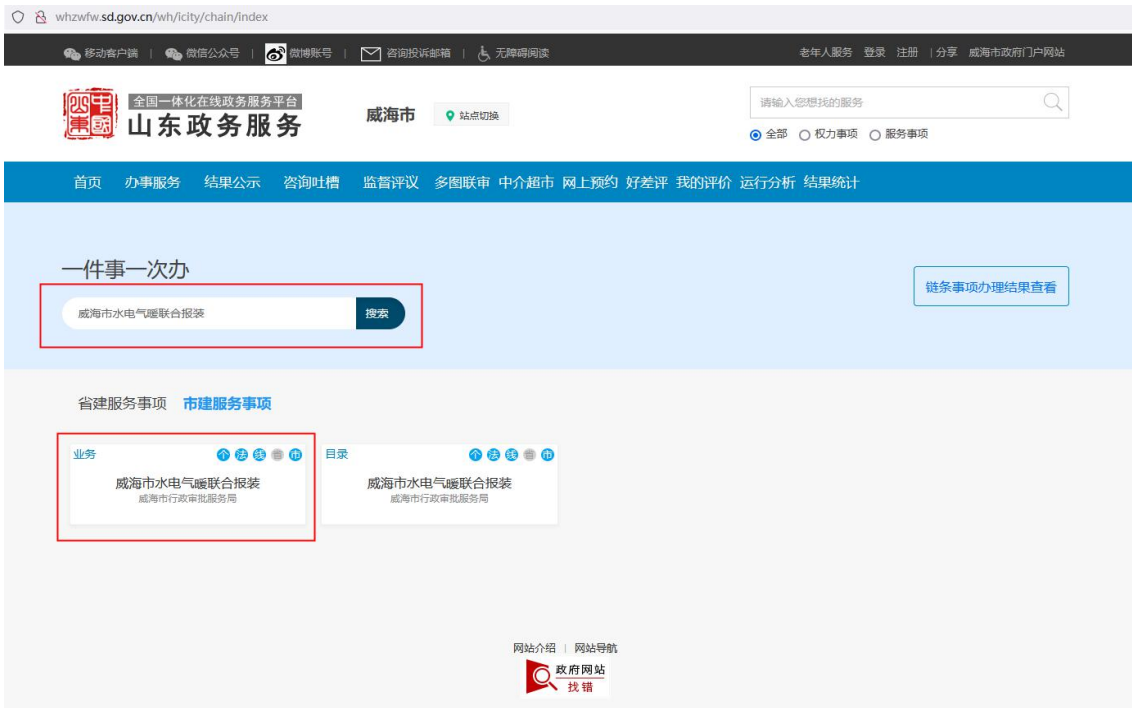 whzwfw.sd.gov.cn/wh/icity/chain/index
移动客户端 | 微信公众号 | 微博账号 | 咨询投诉邮箱 | 无障碍阅读 老年人服务 登录 注册 | 分享 威海市政府门户网站
全国一体化在线政务服务平台
山东政务服务
威海市 站点切换
请输入您想找的服务
全部 权力事项 服务事项
首页 办事服务 结果公示 咨询吐槽 监督评议 多图联审 中介超市 网上预约 好差评 我的评价 运行分析 结果统计
一件事一次办
链条事项办理结果查看
威海市水电气暖联合报装 搜索
省建服务事项 市建服务事项
业务 个 法 线 市
威海市水电气暖联合报装
威海市行政审批服务局
目录 个 法 线 市
威海市水电气暖联合报装
威海市行政审批服务局
网站介绍 | 网站导航
政府网站
找错